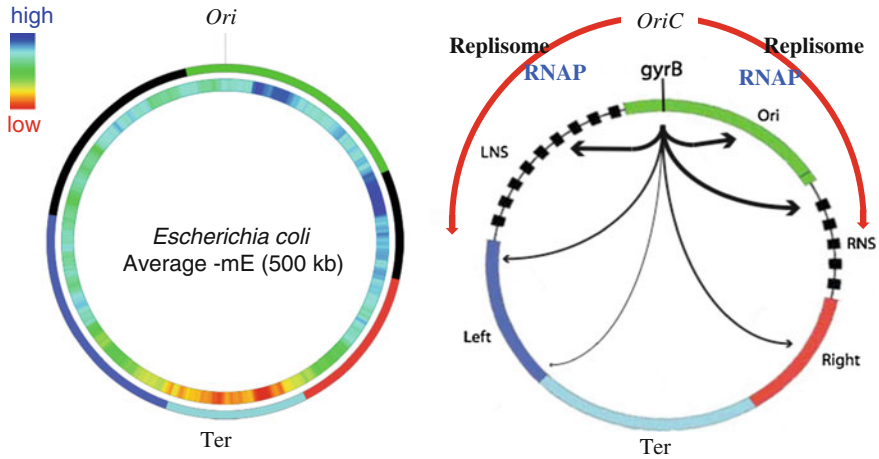 high
low
Ori
Escherichia coli
Average -mE (500 kb)
Ter
OriC
Replisome
RNAP
Replisome
RNAP
gyrB
Ori
LNS
RNS
Left
Right
Ter